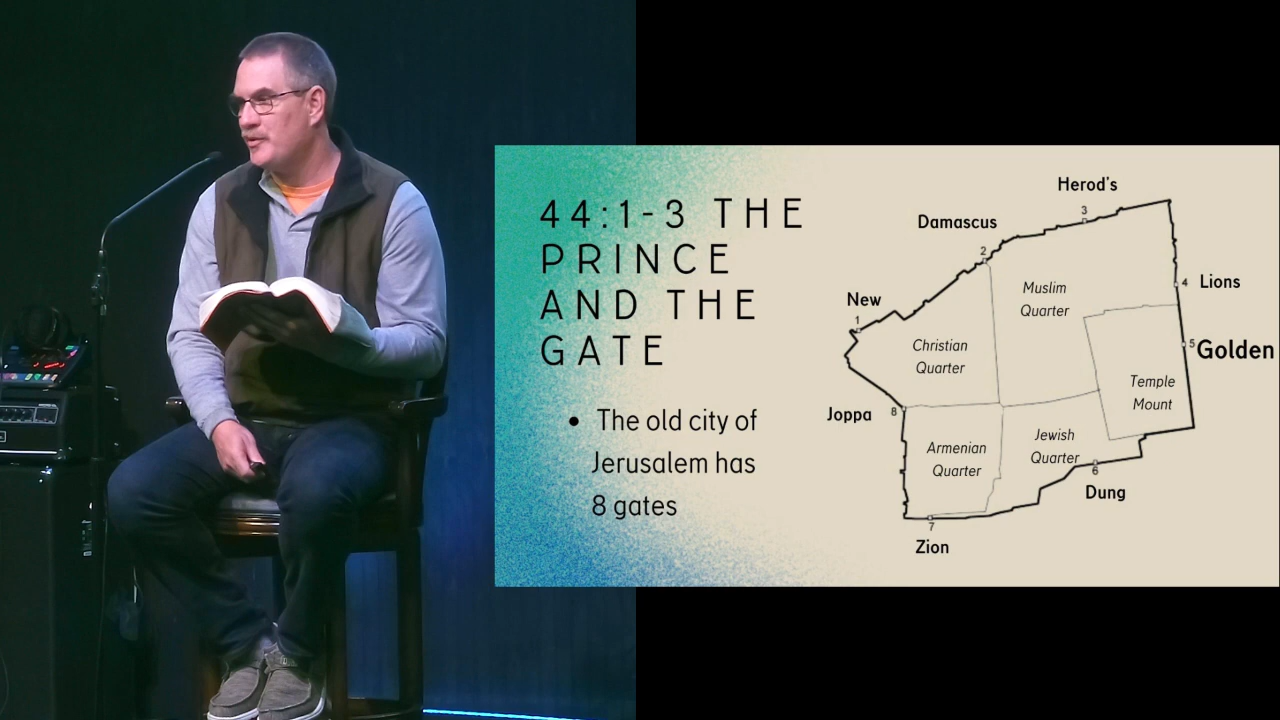 44:1-3 THE
PRINCE
AND THE
GATE
• The old city of
Jerusalem has
8 gates
Herod's
3
Damascus
2
Lions
4
Muslim
Quarter
New
1
Christian
Quarter
5
Golden
Temple
Mount
Joppa
8
Armenian
Quarter
Jewish
Quarter
6
Dung
7
Zion